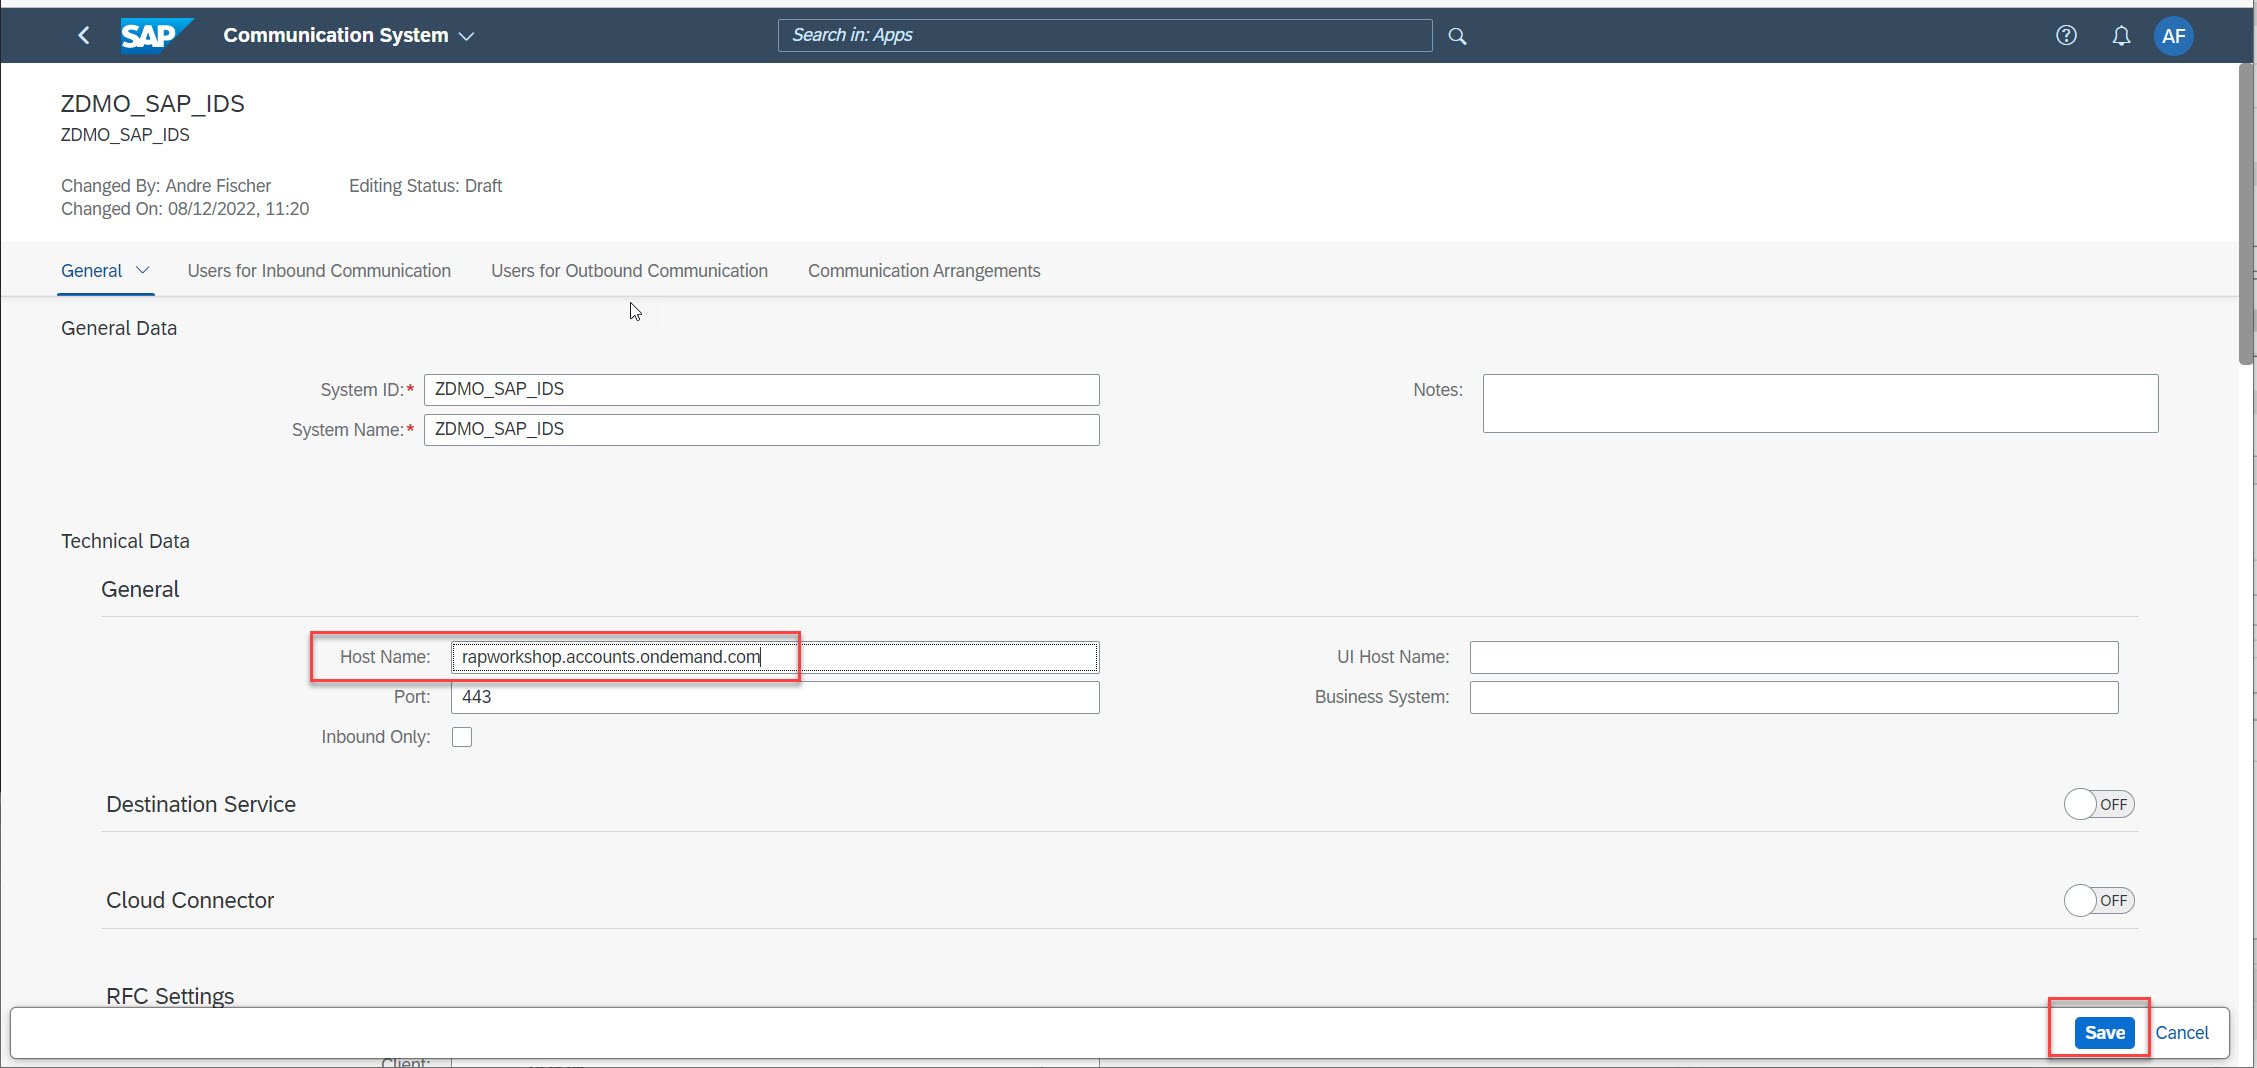 SAP Communication System Search in: Apps AF
ZDMO_SAP_IDS
ZDMO_SAP_IDS
Changed By: Andre Fischer Editing Status: Draft
Changed On: 08/12/2022, 11:20
General Users for Inbound Communication Users for Outbound Communication Communication Arrangements
General Data
System ID:* ZDMO_SAP_IDS Notes:
System Name:* ZDMO_SAP_IDS
Technical Data
General
Host Name: rapworkshop.accounts.ondemand.com UI Host Name:
Port: 443 Business System:
Inbound Only:
Destination Service OFF
Cloud Connector OFF
RFC Settings
Save Cancel
Client: